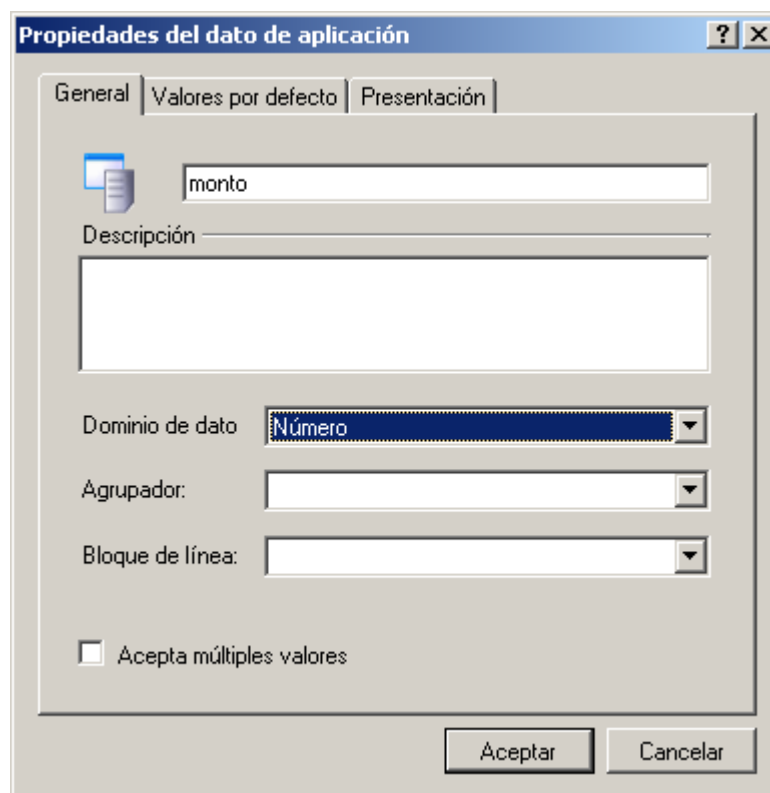 Propiedades del dato de aplicación
General Valores por defecto Presentación
monto
Descripción
Dominio de dato Número
Agrupador:
Bloque de línea:
Acepta múltiples valores
Aceptar Cancelar